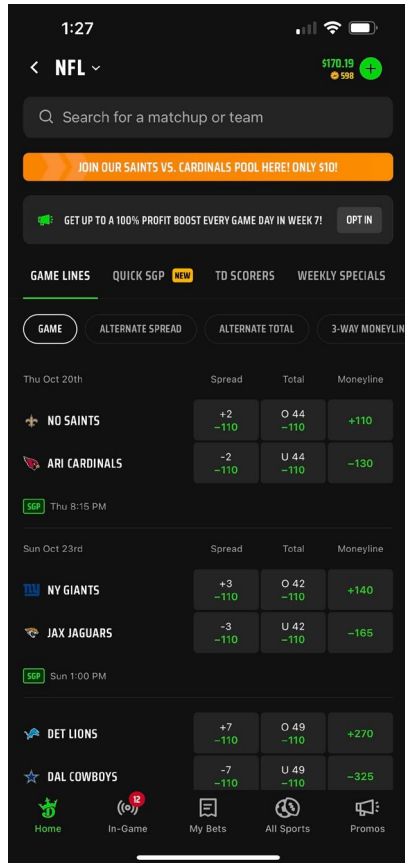 1:27
NFL
$170.19
598
Search for a matchup or team
JOIN OUR SAINTS VS. CARDINALS POOL HERE! ONLY $10!
GET UP TO A 100% PROFIT BOOST EVERY GAME DAY IN WEEK 7! OPT IN
GAME LINES QUICK SGP NEW TD SCORERS WEEKLY SPECIALS
GAME ALTERNATE SPREAD ALTERNATE TOTAL 3-WAY MONEYLIN
Thu Oct 20th Spread Total Moneyline
+2 O 44
NO SAINTS -110 -110 +110
-2 U 44
ARI CARDINALS -110 -110 -130
SGP Thu 8:15 PM
Sun Oct 23rd Spread Total Moneyline
+3 O 42
NY GIANTS -110 -110 +140
-3 U 42
JAX JAGUARS -110 -110 -165
SGP Sun 1:00 PM
+7 O 49
DET LIONS -110 -110 +270
-7 U 49
DAL COWBOYS -110 -110 -325
12
Home In-Game My Bets All Sports Promos